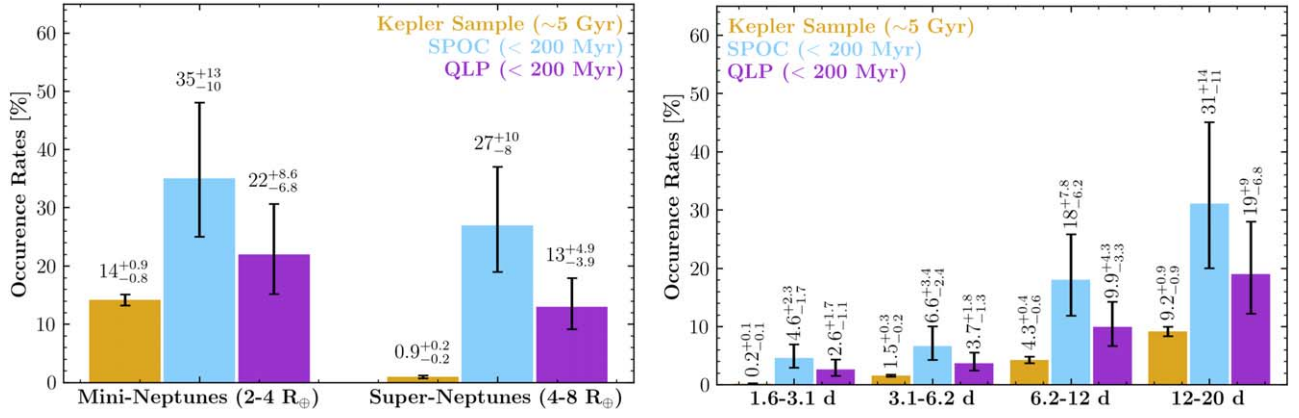 60
50
40
30
20
10
0
Occurence Rates [%]
Kepler Sample (~5 Gyr)
SPOC (< 200 Myr)
QLP (< 200 Myr)
14+0.9−0.8
35+13−10
22+8.6−6.8
0.9+0.2−0.2
27+10−8
13+4.9−3.9
Mini-Neptunes (2-4 R⊕)
Super-Neptunes (4-8 R⊕)
60
50
40
30
20
10
0
Occurence Rates [%]
Kepler Sample (~5 Gyr)
SPOC (< 200 Myr)
QLP (< 200 Myr)
0.2+0.1−0.1
4.6+2.3−1.7
2.6+1.7−1.1
1.5+0.3−0.2
6.6+3.4−2.4
3.7+1.8−1.3
4.3+0.4−0.6
18+7.8−6.2
9.9+4.3−3.3
9.2+0.9−0.9
31+14−11
19+9−6.8
1.6-3.1 d
3.1-6.2 d
6.2-12 d
12-20 d